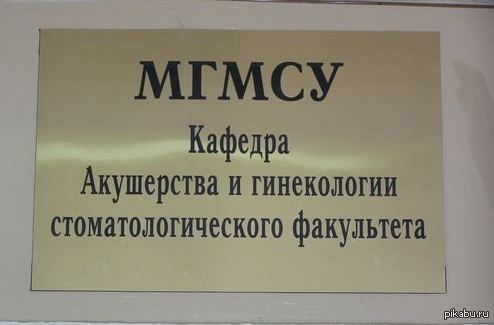 МГМСУ
Кафедра
Акушерства и гинекологии
стоматологического факультета
pikabu.ru